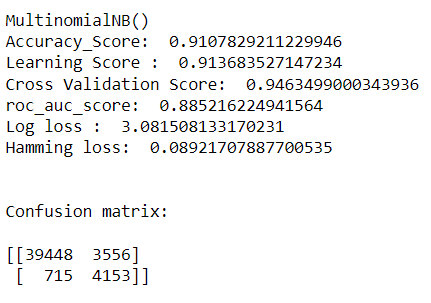 MultinomialNB()
Accuracy_Score:  0.9107829211229946
Learning Score :  0.913683527147234
Cross Validation Score:  0.9463499000343936
roc_auc_score:  0.885216224941564
Log loss :  3.081508133170231
Hamming loss:  0.08921707887700535
Confusion matrix:
[[39448  3556]
 [  715  4153]]